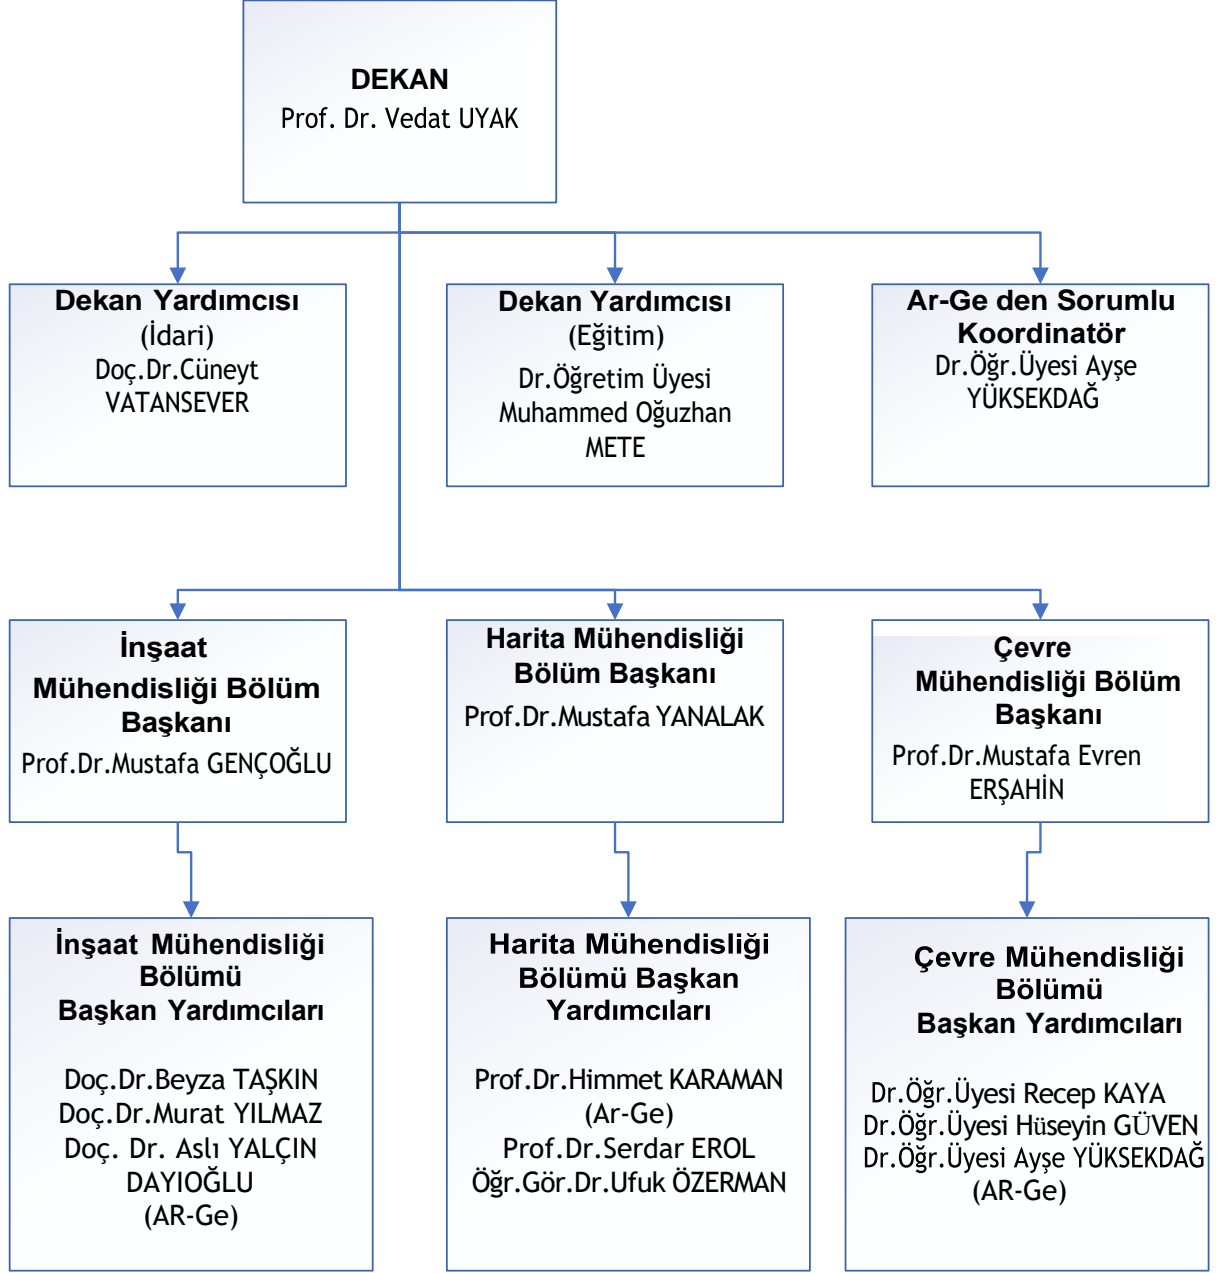 DEKAN
Prof. Dr. Vedat UYAK
Dekan Yardımcısı
(İdari)
Doç.Dr.Cüneyt
VATANSEVER
Dekan Yardımcısı
(Eğitim)
Dr.Öğretim Üyesi
Muhammed Oğuzhan
METE
Ar-Ge den Sorumlu
Koordinatör
Dr.Öğr.Üyesi Ayşe
YÜKSEKDAĞ
İnşaat
Mühendisliği Bölüm
Başkanı
Prof.Dr.Mustafa GENÇOĞLU
Harita Mühendisliği
Bölüm Başkanı
Prof.Dr.Mustafa YANALAK
Çevre
Mühendisliği Bölüm
Başkanı
Prof.Dr.Mustafa Evren
ERŞAHİN
İnşaat Mühendisliği
Bölümü
Başkan Yardımcıları
Doç.Dr.Beyza TAŞKIN
Doç.Dr.Murat YILMAZ
Doç. Dr. Aslı YALÇIN
DAYIOĞLU
(AR-Ge)
Harita Mühendisliği
Bölümü Başkan
Yardımcıları
Prof.Dr.Himmet KARAMAN
(Ar-Ge)
Prof.Dr.Serdar EROL
Öğr.Gör.Dr.Ufuk ÖZERMAN
Çevre Mühendisliği
Bölümü
Başkan Yardımcıları
Dr.Öğr.Üyesi Recep KAYA
Dr.Öğr.Üyesi Hüseyin GÜVEN
Dr.Öğr.Üyesi Ayşe YÜKSEKDAĞ
(AR-Ge)